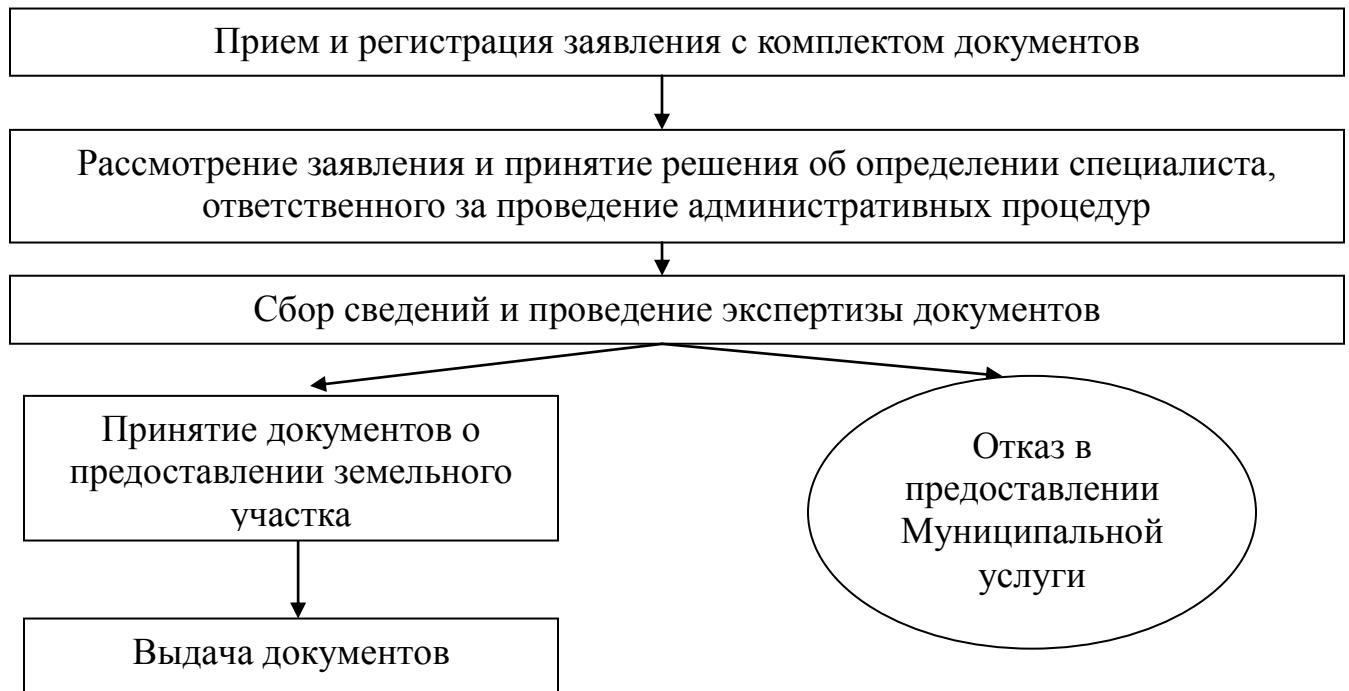 Прием и регистрация заявления с комплектом документов
Рассмотрение заявления и принятие решения об определении специалиста,
ответственного за проведение административных процедур
Сбор сведений и проведение экспертизы документов
Принятие документов о
предоставлении земельного
участка
Отказ в
предоставлении
Муниципальной
услуги
Выдача документов